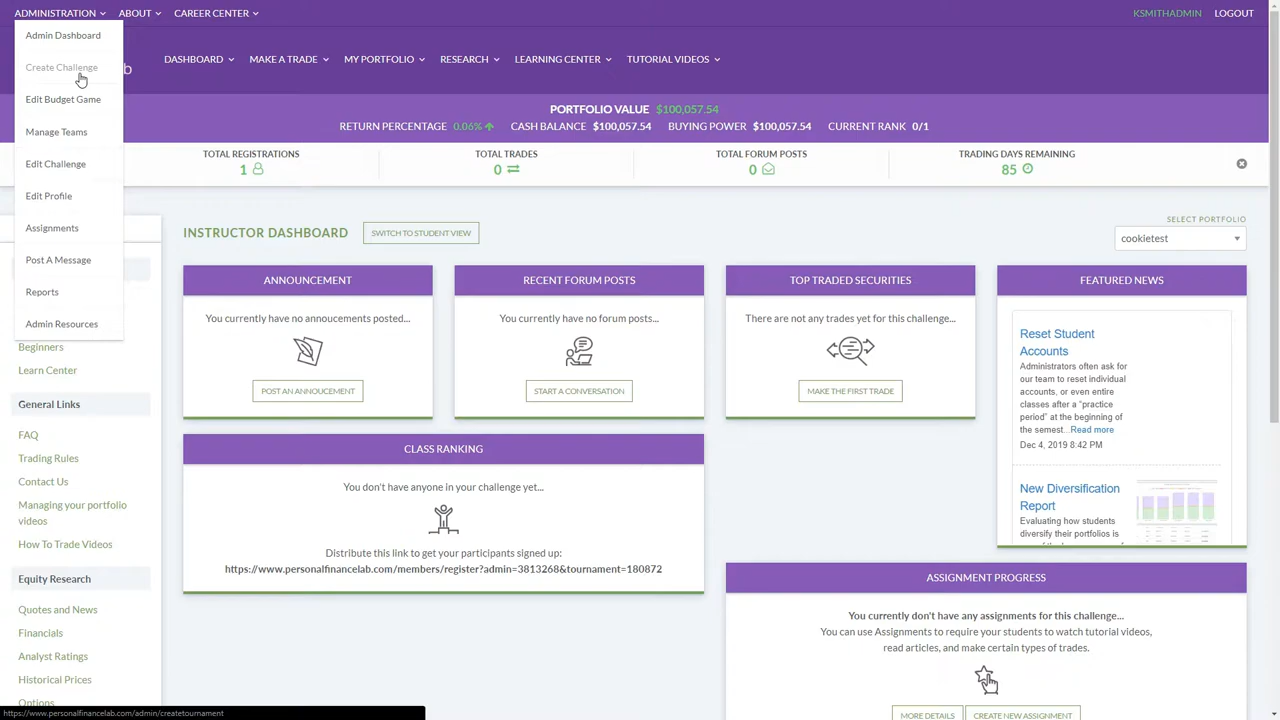 ADMINISTRATION
ABOUT
CAREER CENTER
KSMITHADMIN
LOGOUT
Admin Dashboard
Create Challenge
Edit Budget Game
Manage Teams
Edit Challenge
Edit Profile
Assignments
Post A Message
Reports
Admin Resources
b
DASHBOARD
MAKE A TRADE
MY PORTFOLIO
RESEARCH
LEARNING CENTER
TUTORIAL VIDEOS
PORTFOLIO VALUE $100,057.54
RETURN PERCENTAGE 0.06% CASH BALANCE $100,057.54 BUYING POWER $100,057.54 CURRENT RANK 0/1
TOTAL REGISTRATIONS
1
TOTAL TRADES
0
TOTAL FORUM POSTS
0
TRADING DAYS REMAINING
85
Beginners
Learn Center
General Links
FAQ
Trading Rules
Contact Us
Managing your portfolio
videos
How To Trade Videos
Equity Research
Quotes and News
Financials
Analyst Ratings
Historical Prices
Options
INSTRUCTOR DASHBOARD
SWITCH TO STUDENT VIEW
SELECT PORTFOLIO
cookietest
ANNOUNCEMENT
You currently have no annoucements posted...
POST AN ANNOUCEMENT
RECENT FORUM POSTS
You currently have no forum posts...
START A CONVERSATION
TOP TRADED SECURITIES
There are not any trades yet for this challenge...
MAKE THE FIRST TRADE
FEATURED NEWS
Reset Student
Accounts
Administrators often ask for
our team to reset individual
accounts, or even entire
classes after a “practice
period” at the beginning of
the semest...Read more
Dec 4, 2019 8:42 PM
New Diversification
Report
Evaluating how students
diversify their portfolios is
CLASS RANKING
You don't have anyone in your challenge yet...
Distribute this link to get your participants signed up:
https://www.personalfinancelab.com/members/register?admin=3813268&tournament=180872
ASSIGNMENT PROGRESS
You currently don't have any assignments for this challenge...
You can use Assignments to require your students to watch tutorial videos,
read articles, and make certain types of trades.
MORE DETAILS
CREATE NEW ASSIGNMENT
https://www.personalfinancelab.com/admin/createtournament